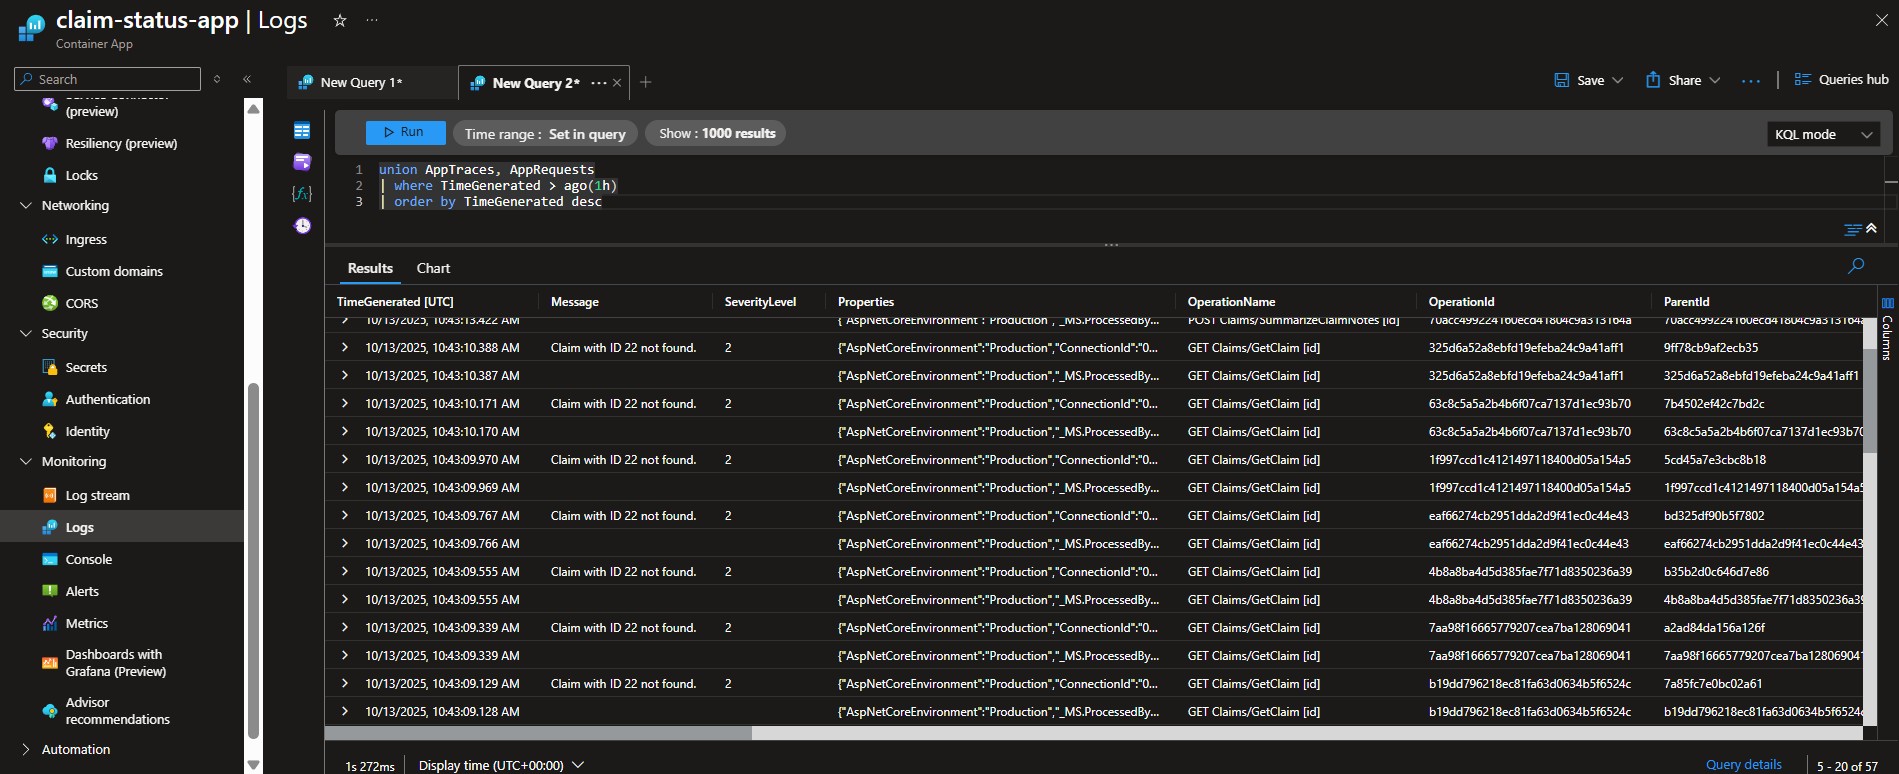 claim-status-app | Logs
Container App
Search
New Query 1*
New Query 2*
Save
Share
Queries hub
(preview)
Resiliency (preview)
Locks
Networking
Ingress
Custom domains
CORS
Security
Secrets
Authentication
Identity
Monitoring
Log stream
Logs
Console
Alerts
Metrics
Dashboards with
Grafana (Preview)
Advisor
recommendations
Automation
Run
Time range : Set in query
Show : 1000 results
KQL mode
1 union AppTraces, AppRequests
2 | where TimeGenerated > ago(1h)
3 | order by TimeGenerated desc
Results Chart
Columns
TimeGenerated [UTC] Message SeverityLevel Properties OperationName OperationId ParentId
10/13/2025, 10:43:13.422 AM {"AspNetCoreEnvironment":"Production","_MS.ProcessedBy... POST Claims/SummarizeClaimNotes [id]
10/13/2025, 10:43:10.388 AM Claim with ID 22 not found. 2 {"AspNetCoreEnvironment":"Production","ConnectionId":"0... GET Claims/GetClaim [id] 325d6a52a8ebfd19efeba24c9a41aff1 9ff78cb9af2ecb35
10/13/2025, 10:43:10.387 AM {"AspNetCoreEnvironment":"Production","_MS.ProcessedBy... GET Claims/GetClaim [id] 325d6a52a8ebfd19efeba24c9a41aff1 325d6a52a8ebfd19efeba24c9a41aff1
10/13/2025, 10:43:10.171 AM Claim with ID 22 not found. 2 {"AspNetCoreEnvironment":"Production","ConnectionId":"0... GET Claims/GetClaim [id] 63c8c5a5a2b4b6f07ca7137d1ec93b70 7b4502ef42c7bd2c
10/13/2025, 10:43:10.170 AM {"AspNetCoreEnvironment":"Production","_MS.ProcessedBy... GET Claims/GetClaim [id] 63c8c5a5a2b4b6f07ca7137d1ec93b70 63c8c5a5a2b4b6f07ca7137d1ec93b70
10/13/2025, 10:43:09.970 AM Claim with ID 22 not found. 2 {"AspNetCoreEnvironment":"Production","ConnectionId":"0... GET Claims/GetClaim [id] 1f997ccd1c4121497118400d05a154a5 5cd45a7e3cbc8b18
10/13/2025, 10:43:09.969 AM {"AspNetCoreEnvironment":"Production","_MS.ProcessedBy... GET Claims/GetClaim [id] 1f997ccd1c4121497118400d05a154a5 1f997ccd1c4121497118400d05a154a5
10/13/2025, 10:43:09.767 AM Claim with ID 22 not found. 2 {"AspNetCoreEnvironment":"Production","ConnectionId":"0... GET Claims/GetClaim [id] eaf66274cb2951dda2d9f41ec0c44e43 bd325df90b5f7802
10/13/2025, 10:43:09.766 AM {"AspNetCoreEnvironment":"Production","_MS.ProcessedBy... GET Claims/GetClaim [id] eaf66274cb2951dda2d9f41ec0c44e43 eaf66274cb2951dda2d9f41ec0c44e43
10/13/2025, 10:43:09.555 AM Claim with ID 22 not found. 2 {"AspNetCoreEnvironment":"Production","ConnectionId":"0... GET Claims/GetClaim [id] 4b8a8ba4d5d385fae7f71d8350236a39 b35b2d0c646d7e86
10/13/2025, 10:43:09.555 AM {"AspNetCoreEnvironment":"Production","_MS.ProcessedBy... GET Claims/GetClaim [id] 4b8a8ba4d5d385fae7f71d8350236a39 4b8a8ba4d5d385fae7f71d8350236a39
10/13/2025, 10:43:09.339 AM Claim with ID 22 not found. 2 {"AspNetCoreEnvironment":"Production","ConnectionId":"0... GET Claims/GetClaim [id] 7aa98f16665779207cea7ba128069041 a2ad84da156a126f
10/13/2025, 10:43:09.339 AM {"AspNetCoreEnvironment":"Production","_MS.ProcessedBy... GET Claims/GetClaim [id] 7aa98f16665779207cea7ba128069041 7aa98f16665779207cea7ba128069041
10/13/2025, 10:43:09.129 AM Claim with ID 22 not found. 2 {"AspNetCoreEnvironment":"Production","ConnectionId":"0... GET Claims/GetClaim [id] b19dd796218ec81fa63d0634b5f6524c 7a85fc7e0bc02a61
10/13/2025, 10:43:09.128 AM {"AspNetCoreEnvironment":"Production","_MS.ProcessedBy... GET Claims/GetClaim [id] b19dd796218ec81fa63d0634b5f6524c b19dd796218ec81fa63d0634b5f6524c
1s 272ms Display time (UTC+00:00) Query details 5 - 20 of 57